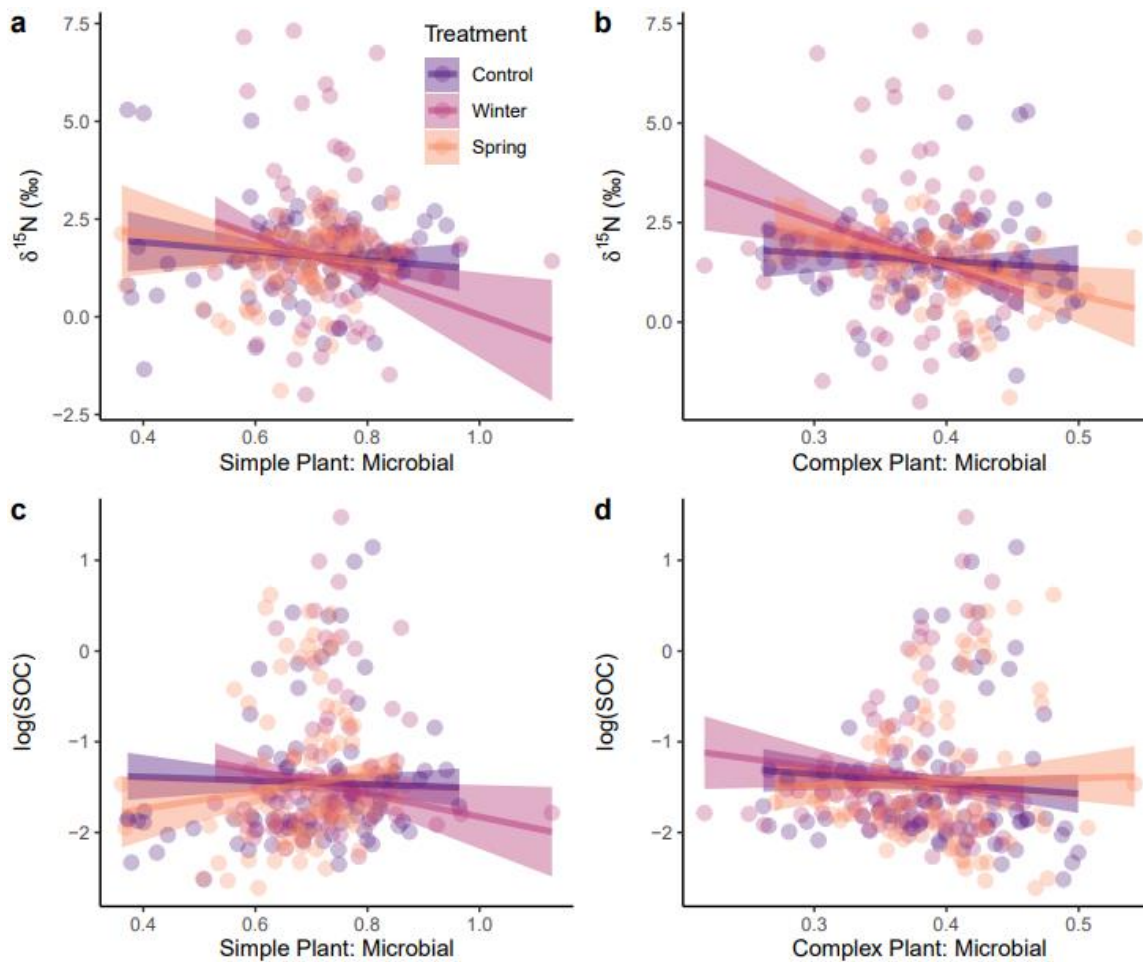 a
7.5
5.0
2.5
0.0
−2.5
δ¹⁵N (‰)
0.4 0.6 0.8 1.0
Simple Plant: Microbial
Treatment
Control
Winter
Spring
b
7.5
5.0
2.5
0.0
δ¹⁵N (‰)
0.3 0.4 0.5
Complex Plant: Microbial
c
1
0
−1
−2
log(SOC)
0.4 0.6 0.8 1.0
Simple Plant: Microbial
d
1
0
−1
−2
log(SOC)
0.3 0.4 0.5
Complex Plant: Microbial